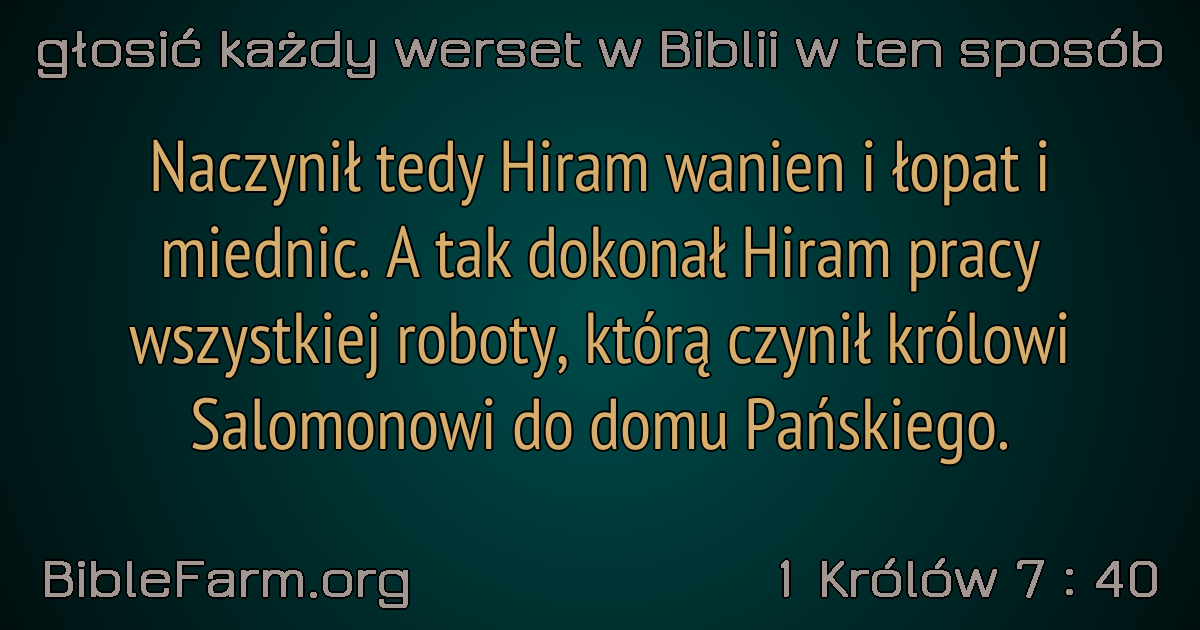 głosić każdy werset w Biblii w ten sposób
Naczynił tedy Hiram wanien i łopat i
miednic. A tak dokonał Hiram pracy
wszystkiej roboty, którą czynił królowi
Salomonowi do domu Pańskiego.
BibleFarm.org
1 Królów 7 : 40